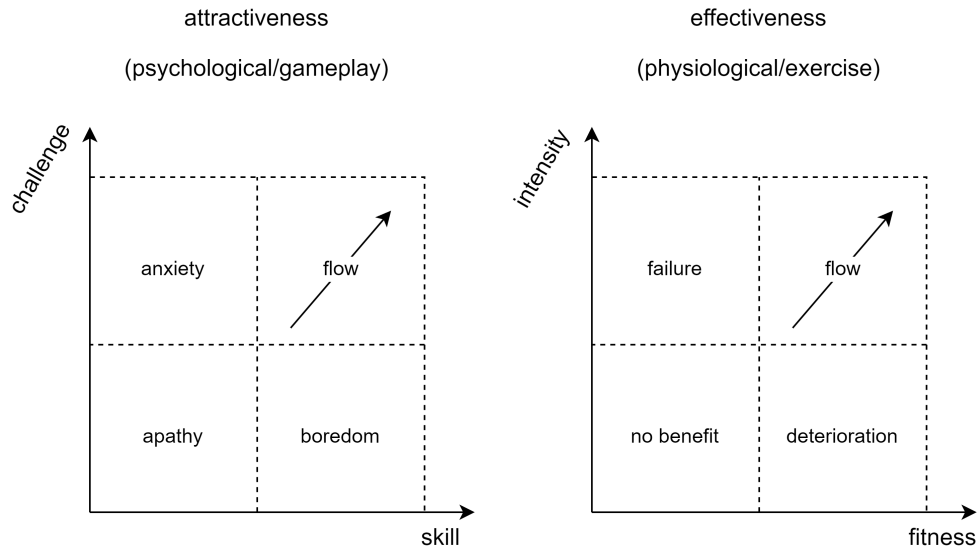 attractiveness
(psychological/gameplay)
challenge
anxiety
flow
apathy
boredom
skill
effectiveness
(physiological/exercise)
intensity
failure
flow
no benefit
deterioration
fitness